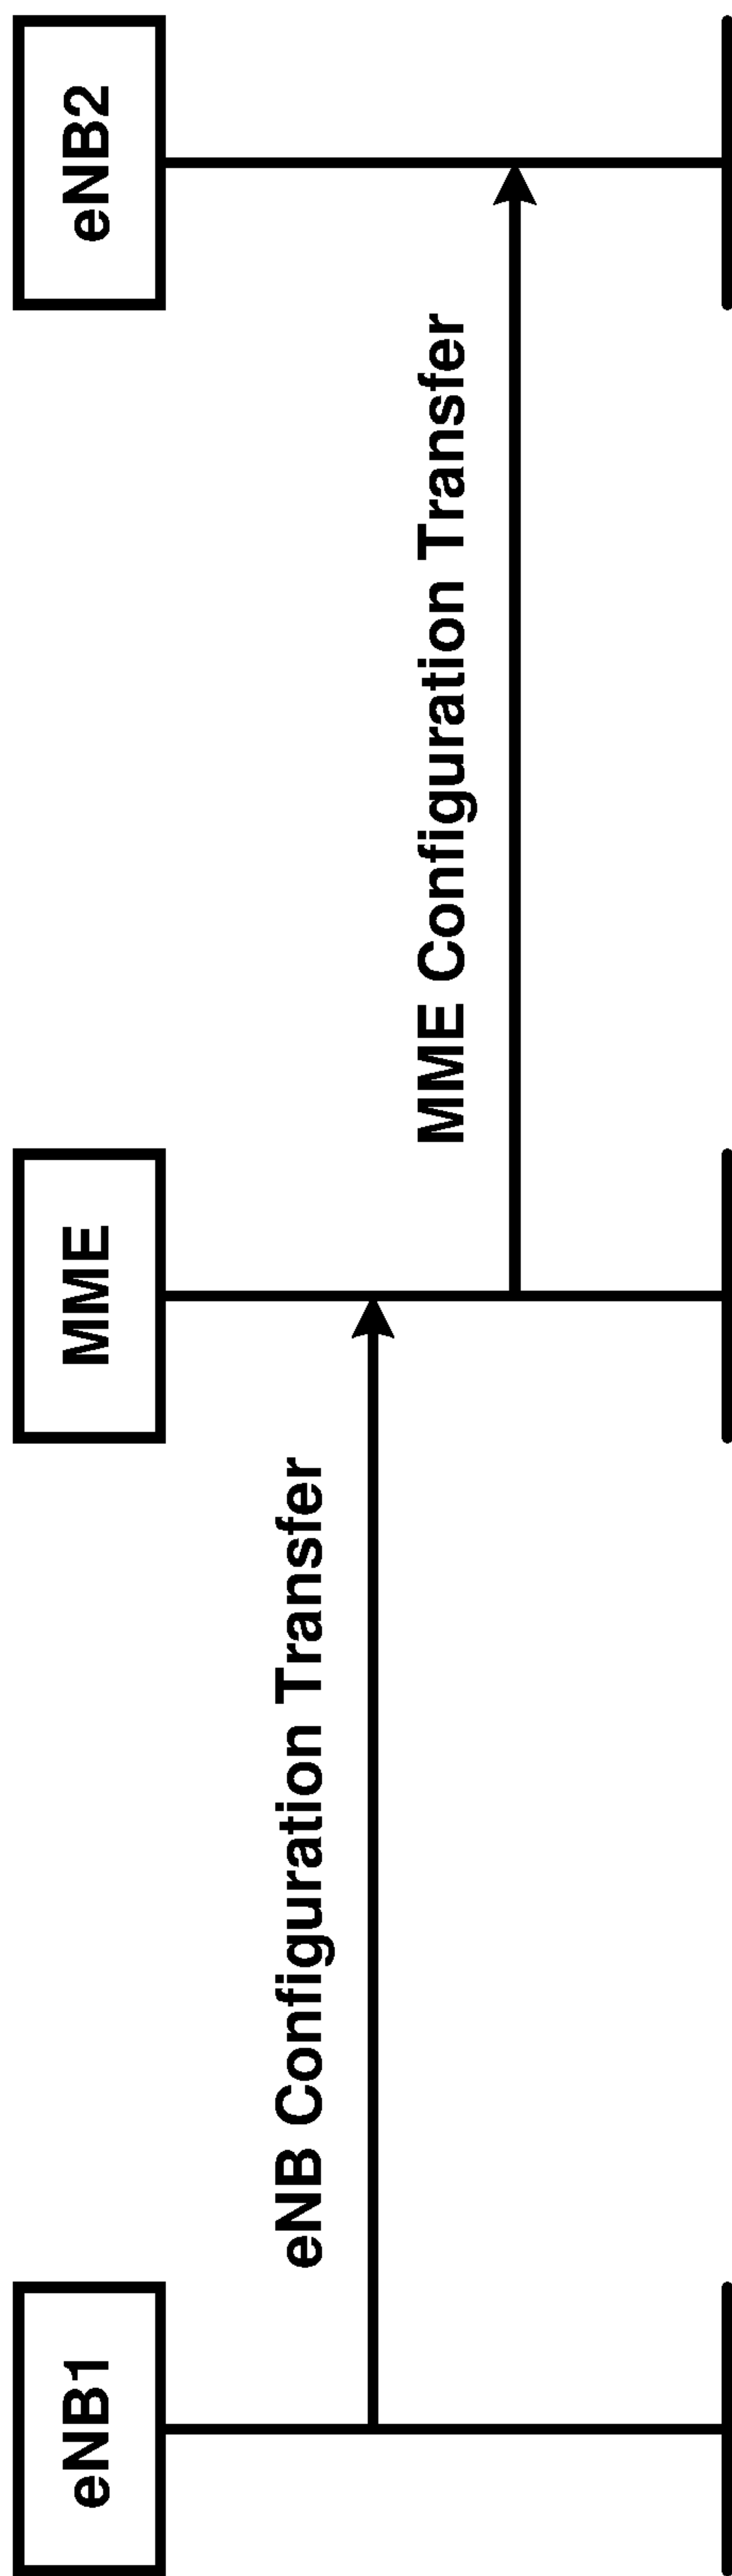 eNB1
MME
eNB2
eNB Configuration Transfer
MME Configuration Transfer